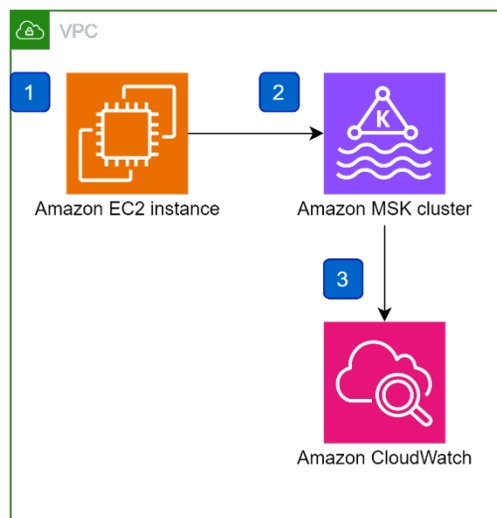 VPC
1
2
K
Amazon EC2 instance
Amazon MSK cluster
3
Amazon CloudWatch